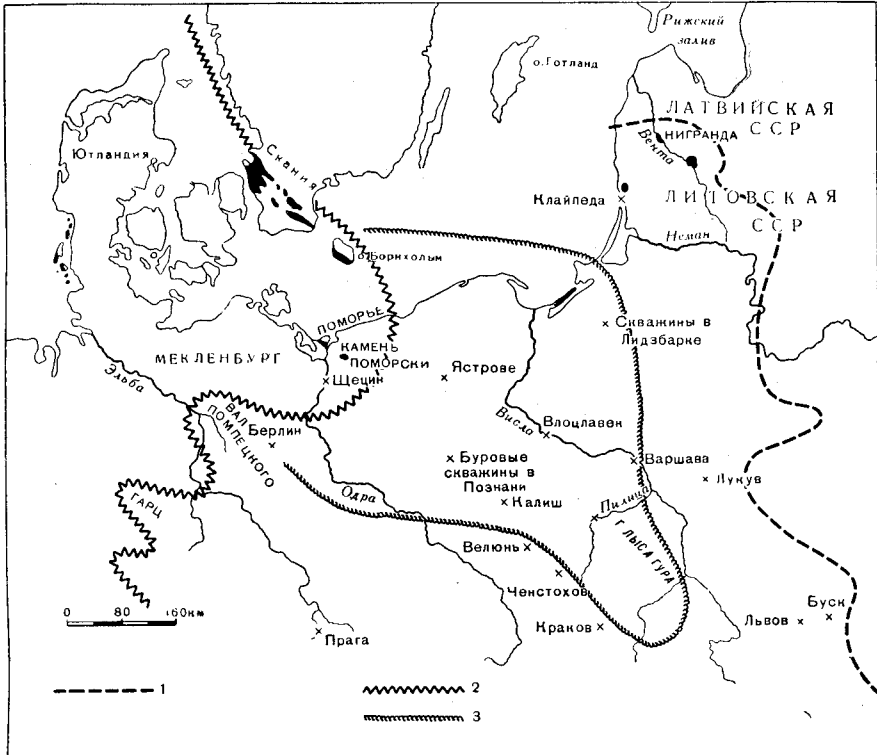 Рижский
залив
о.Готланд
ЛАТВИЙСКАЯ
ССР
НИГРАНДА
Вента
Ютландия
Скания
Клайпеда
ЛИТОВСКАЯ
ССР
Неман
о.Борнхольм
ПОМОРЬЕ
КАМЕНЬ
ПОМОРСКИ
МЕКЛЕНБУРГ
Щецин
Ястрове
Скважины в
Лидзбарке
Эльба
ВАЛ
ПОМПЕЦКОГО
Берлин
Висла
Влоцлавек
Варшава
Лукув
Буровые
скважины в
Познани
Калиш
Одра
Пилица
ГАРЦ
Г. ЛЫСА ГУРА
Велюнь
Ченстохов
Краков
Львов
Буск
0 80 160км
Прага
1
2
3